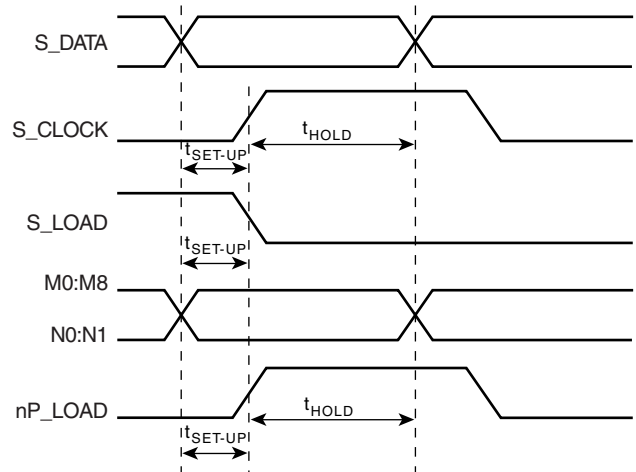 S_DATA
S_CLOCK
tHOLD
tSET-UP
S_LOAD
tSET-UP
M0:M8
N0:N1
nP_LOAD
tHOLD
tSET-UP